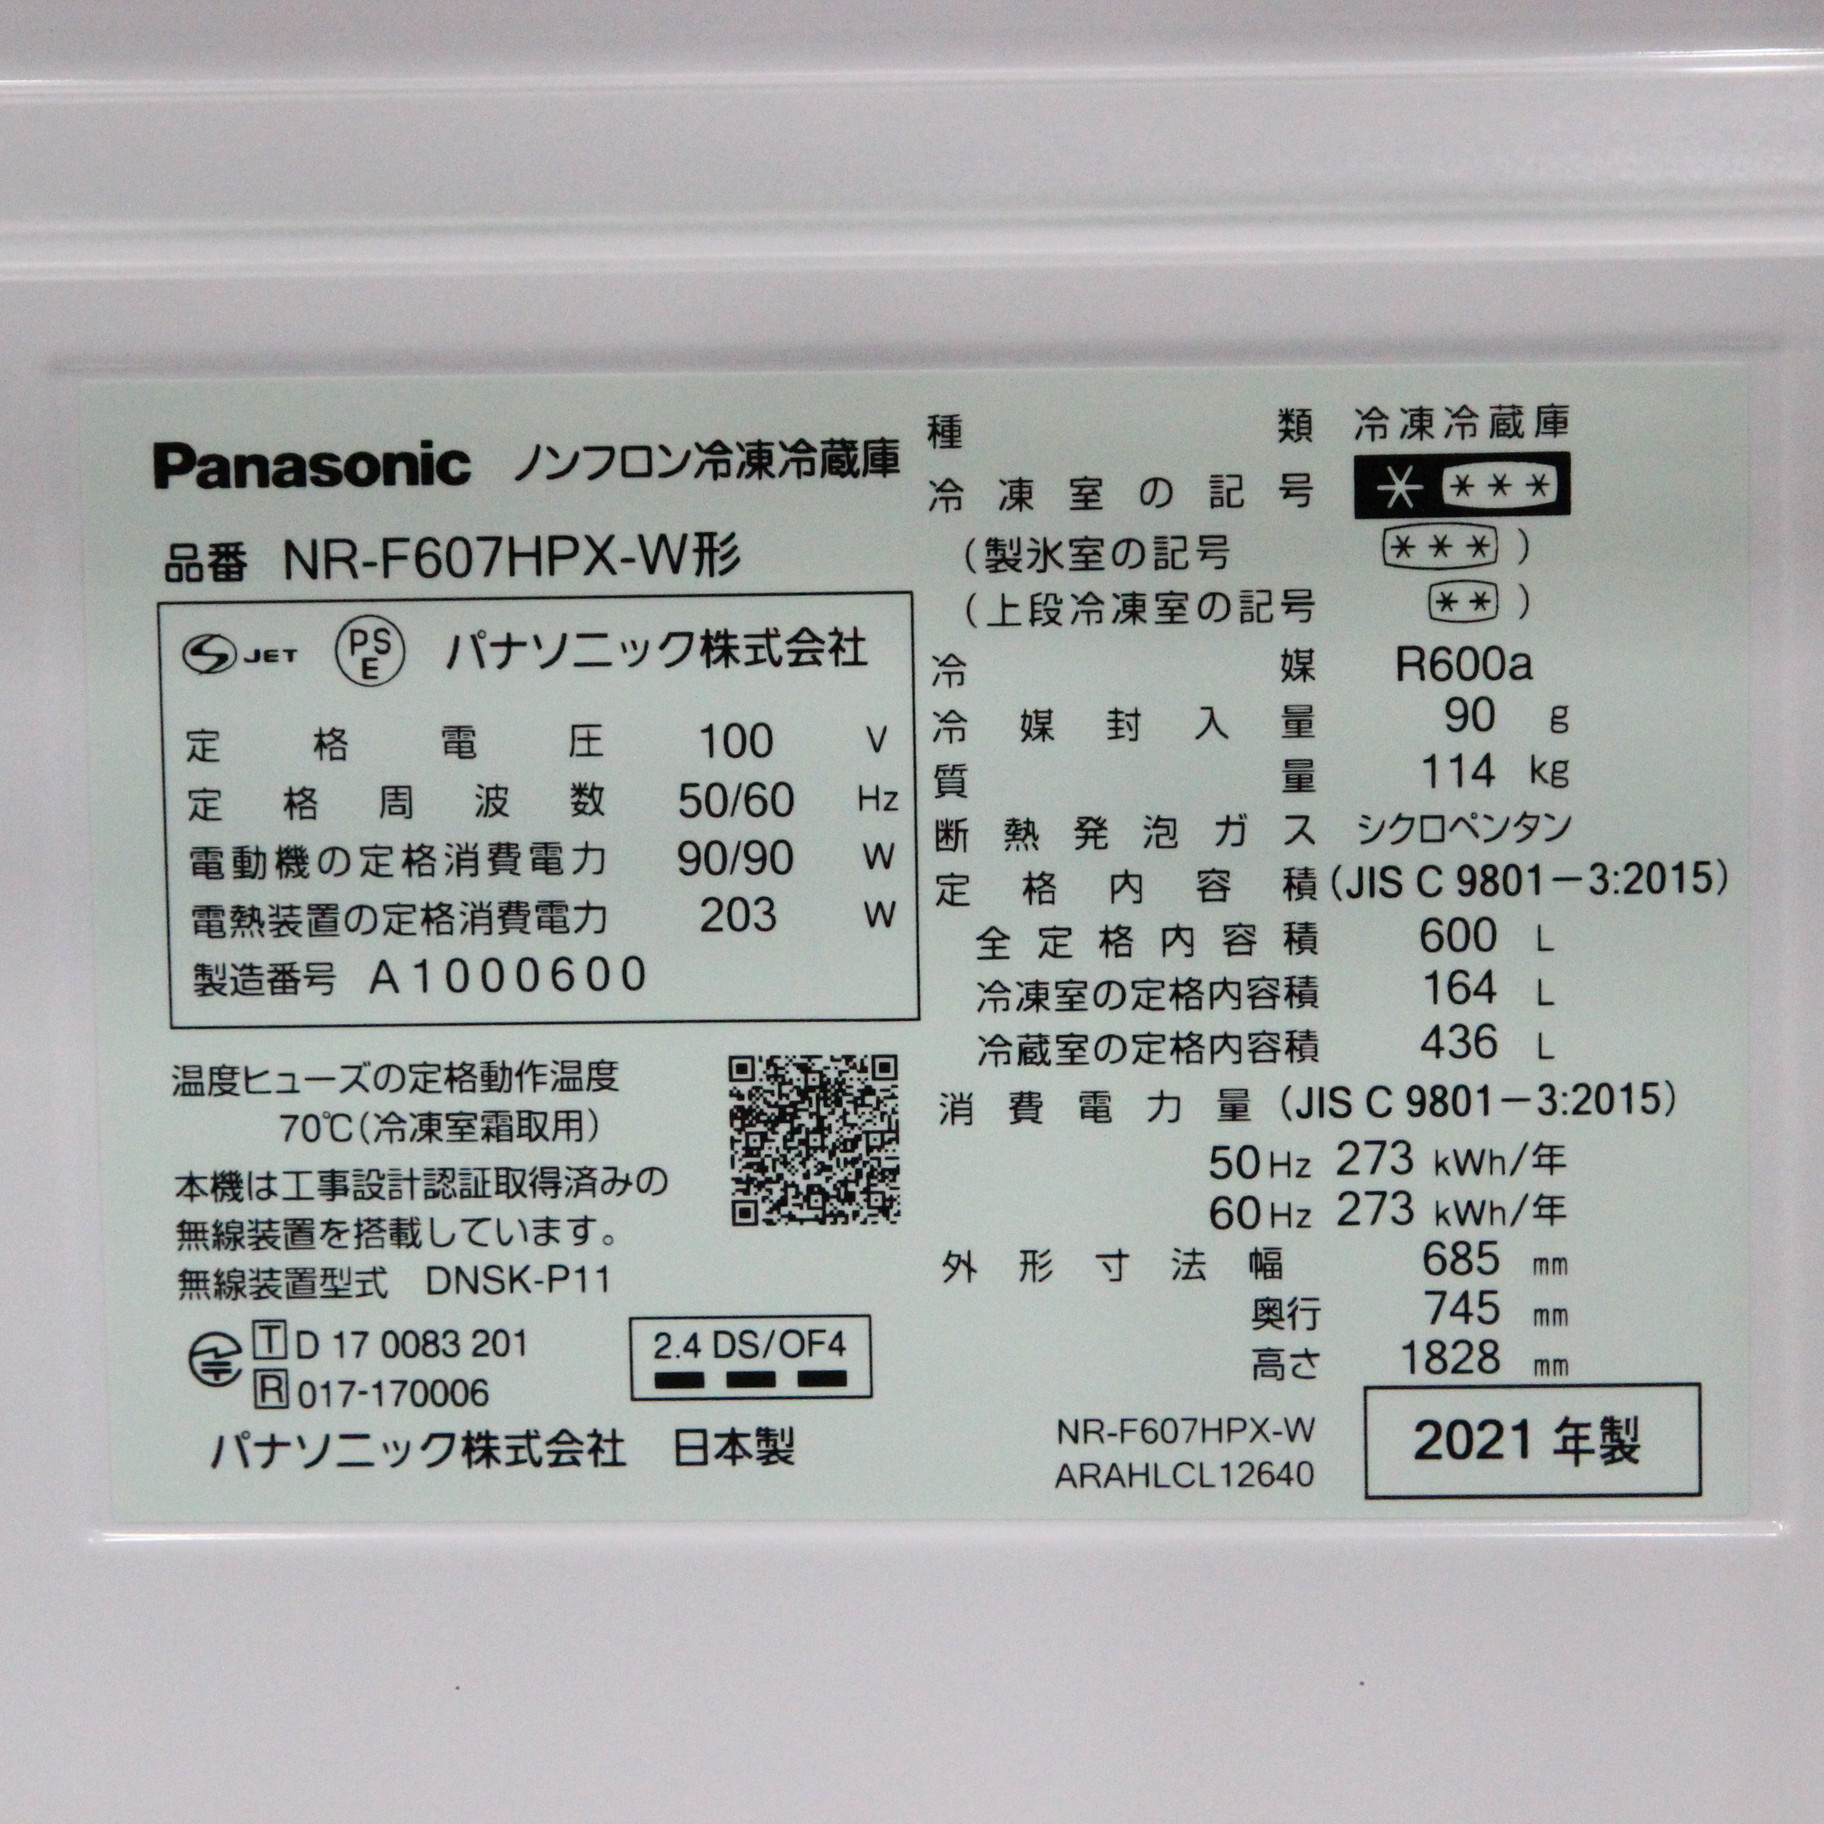 Panasonic ノンフロン冷凍冷蔵庫
品番 NR-F607HPX-W形
S JET PSE パナソニック株式会社
定格電圧 100 V
定格周波数 50/60 Hz
電動機の定格消費電力 90/90 W
電熱装置の定格消費電力 203 W
製造番号 A1000600
温度ヒューズの定格動作温度
70℃(冷凍室霜取用)
本機は工事設計認証取得済みの
無線装置を搭載しています。
無線装置型式 DNSK-P11
T D 17 0083 201
R 017-170006
2.4 DS/OF4
パナソニック株式会社 日本製
種類 冷凍冷蔵庫
冷凍室の記号 * ***
(製氷室の記号 ***)
(上段冷凍室の記号 **)
冷媒 R600a
冷媒封入量 90 g
質量 114 kg
断熱発泡ガス シクロペンタン
定格内容積 (JIS C 9801-3:2015)
全定格内容積 600 L
冷凍室の定格内容積 164 L
冷蔵室の定格内容積 436 L
消費電力量 (JIS C 9801-3:2015)
50Hz 273 kWh/年
60Hz 273 kWh/年
外形寸法幅 685 mm
奥行 745 mm
高さ 1828 mm
NR-F607HPX-W
ARAHLCL12640
2021 年製